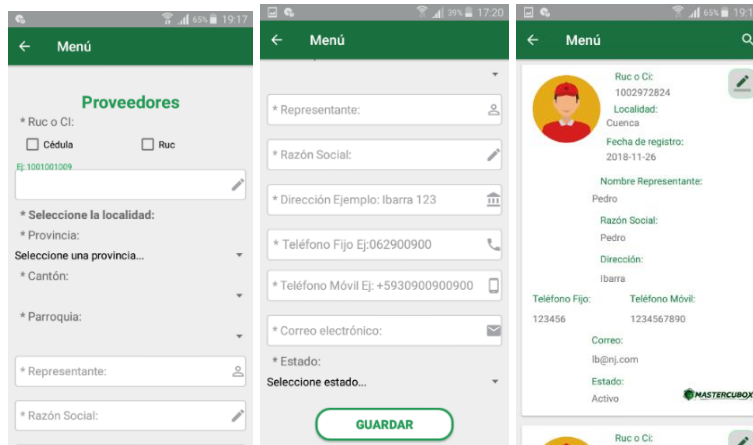 65% 19:17
Menú
Proveedores
* Ruc o CI:
Cédula
Ruc
Ej: 1001001009
* Seleccione la localidad:
* Provincia:
Seleccione una provincia...
* Cantón:
* Parroquia:
* Representante:
* Razón Social:
39% 17:20
Menú
* Representante:
* Razón Social:
* Dirección Ejemplo: Ibarra 123
* Teléfono Fijo Ej:062900900
* Teléfono Móvil Ej: +5930900900900
* Correo electrónico:
* Estado:
Seleccione estado...
GUARDAR
65% 19:1
Menú
Ruc o Ci:
1002972824
Localidad:
Cuenca
Fecha de registro:
2018-11-26
Nombre Representante:
Pedro
Razón Social:
Pedro
Dirección:
Ibarra
Teléfono Fijo: Teléfono Móvil:
123456 1234567890
Correo:
lb@nj.com
Estado:
Activo
MASTERCUBOX
Ruc o Ci: